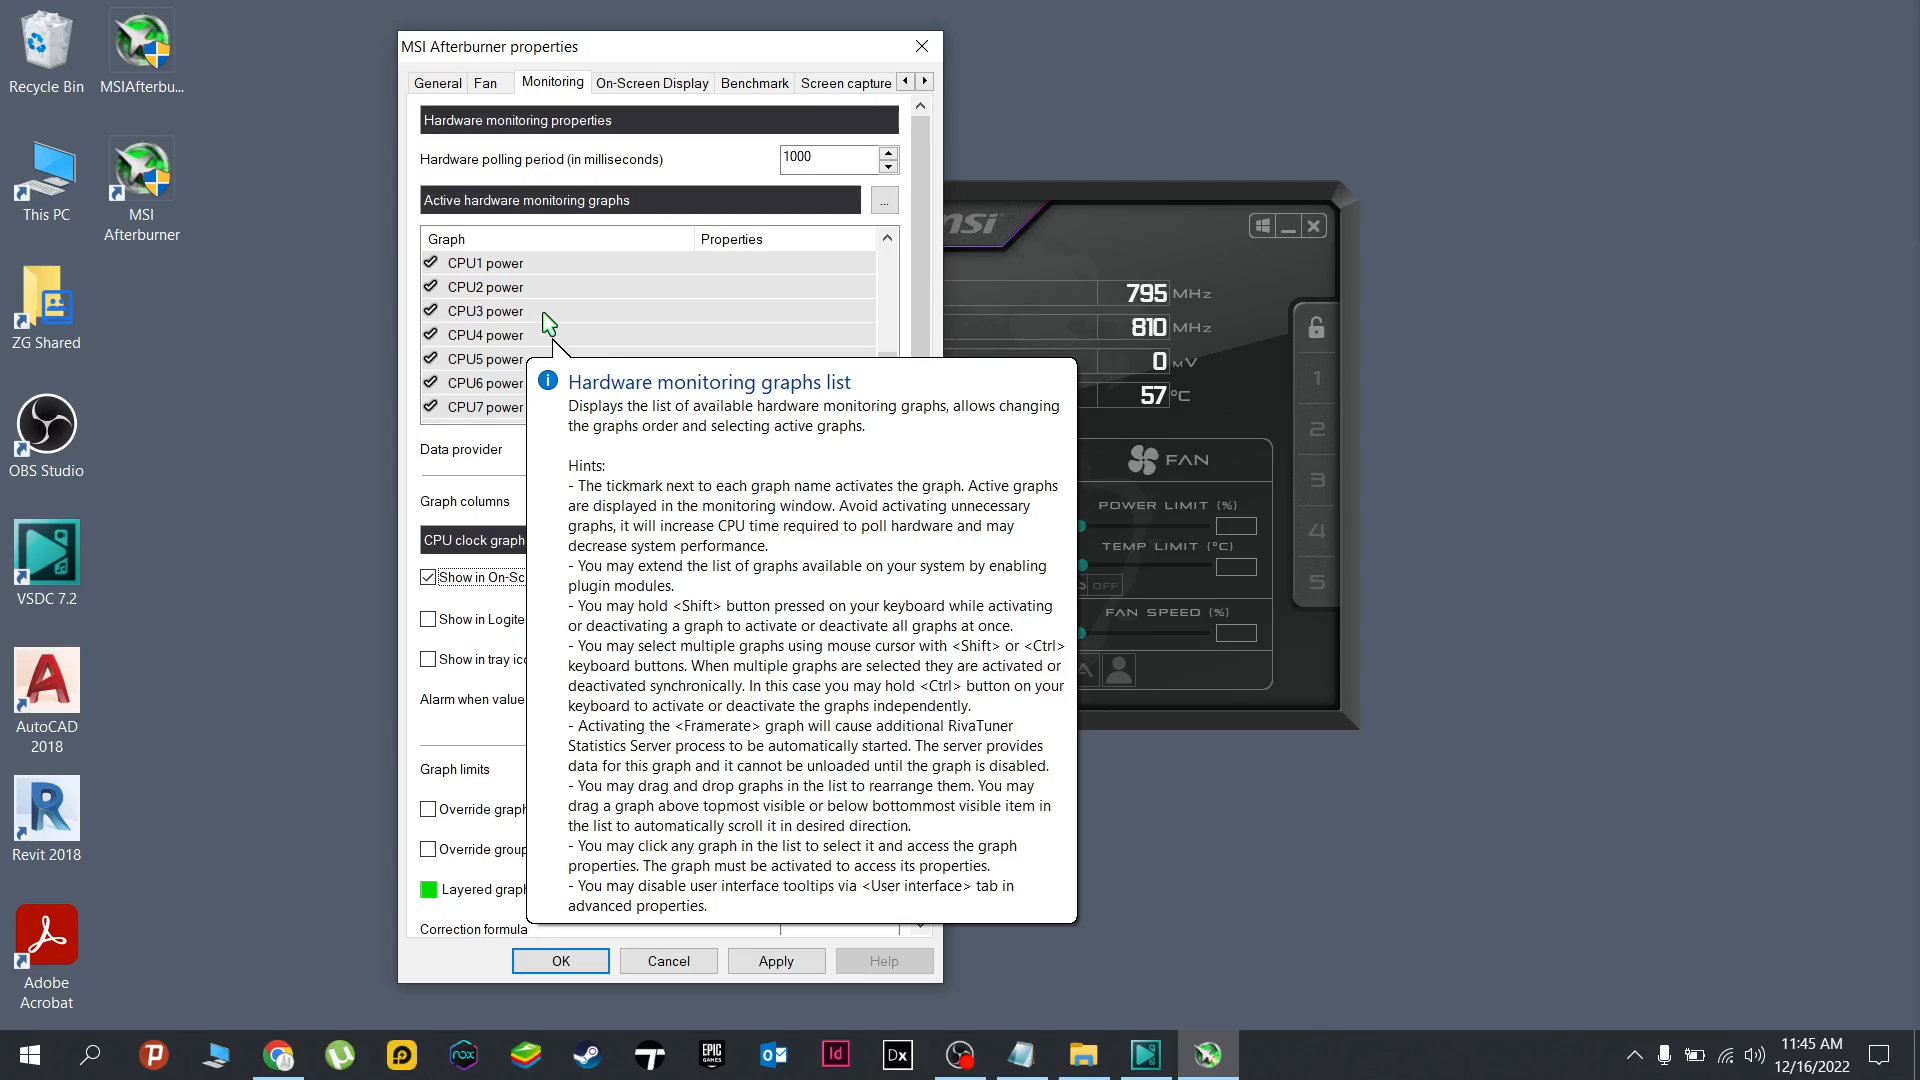 Recycle Bin
MSIAfterbu...
This PC
MSI
Afterburner
ZG Shared
OBS Studio
VSDC 7.2
AutoCAD
2018
Revit 2018
Adobe
Acrobat
MSI Afterburner properties
General
Fan
Monitoring
On-Screen Display
Benchmark
Screen capture
Hardware monitoring properties
Hardware polling period (in milliseconds)
1000
Active hardware monitoring graphs
...
Graph
Properties
CPU1 power
CPU2 power
CPU3 power
CPU4 power
CPU5 power
CPU6 power
CPU7 power
Data provider
Graph columns
CPU clock graph
Show in On-Sc
Show in Logite
Show in tray ico
Alarm when value
Graph limits
Override graph
Override group
Layered graph
Correction formula
OK
Cancel
Apply
Help
Hardware monitoring graphs list
Displays the list of available hardware monitoring graphs, allows changing
the graphs order and selecting active graphs.
Hints:
- The tickmark next to each graph name activates the graph. Active graphs
are displayed in the monitoring window. Avoid activating unnecessary
graphs, it will increase CPU time required to poll hardware and may
decrease system performance.
- You may extend the list of graphs available on your system by enabling
plugin modules.
- You may hold <Shift> button pressed on your keyboard while activating
or deactivating a graph to activate or deactivate all graphs at once.
- You may select multiple graphs using mouse cursor with <Shift> or <Ctrl>
keyboard buttons. When multiple graphs are selected they are activated or
deactivated synchronically. In this case you may hold <Ctrl> button on your
keyboard to activate or deactivate the graphs independently.
- Activating the <Framerate> graph will cause additional RivaTuner
Statistics Server process to be automatically started. The server provides
data for this graph and it cannot be unloaded until the graph is disabled.
- You may drag and drop graphs in the list to rearrange them. You may
drag a graph above topmost visible or below bottommost visible item in
the list to automatically scroll it in desired direction.
- You may click any graph in the list to select it and access the graph
properties. The graph must be activated to access its properties.
- You may disable user interface tooltips via <User interface> tab in
advanced properties.
msi
795 MHz
810 MHz
0 mV
57 °C
FAN
POWER LIMIT (%)
TEMP LIMIT (°C)
OFF
FAN SPEED (%)
A
1
2
3
4
5
nox
EPIC
GAMES
Id
Dx
11:45 AM
12/16/2022